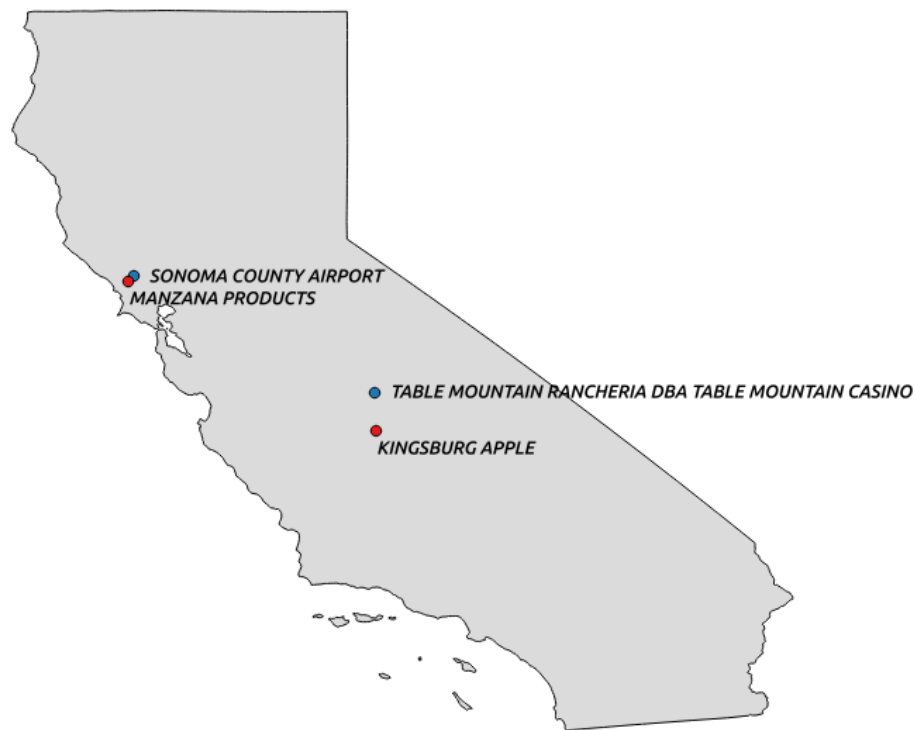 SONOMA COUNTY AIRPORT
MANZANA PRODUCTS
TABLE MOUNTAIN RANCHERIA DBA TABLE MOUNTAIN CASINO
KINGSBURG APPLE